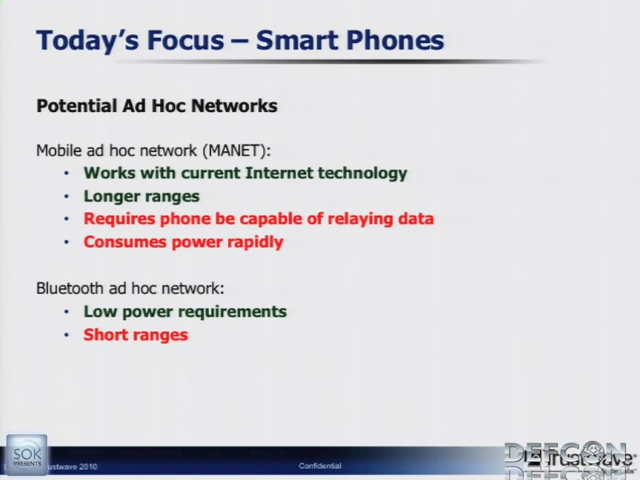 Today's Focus – Smart Phones
Potential Ad Hoc Networks
Mobile ad hoc network (MANET):
• Works with current Internet technology
• Longer ranges
• Requires phone be capable of relaying data
• Consumes power rapidly
Bluetooth ad hoc network:
• Low power requirements
• Short ranges
SOK
PRESENTS
ustwave 2010
Confidential
DEFCON
Trustwave